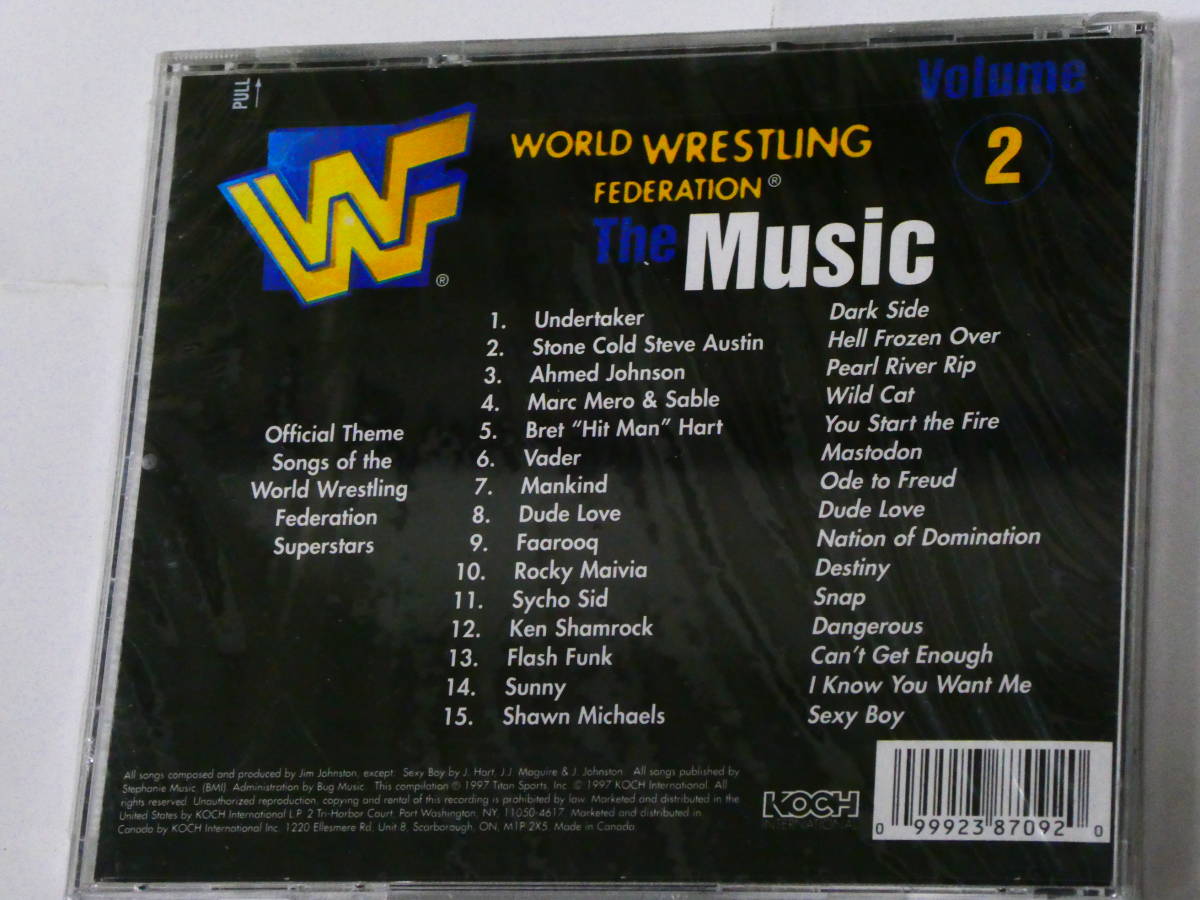 PULL →
Volume
2
WF ®
WORLD WRESTLING
FEDERATION®
The Music
Official Theme
Songs of the
World Wrestling
Federation
Superstars
1. Undertaker Dark Side
2. Stone Cold Steve Austin Hell Frozen Over
3. Ahmed Johnson Pearl River Rip
4. Marc Mero & Sable Wild Cat
5. Bret "Hit Man" Hart You Start the Fire
6. Vader Mastodon
7. Mankind Ode to Freud
8. Dude Love Dude Love
9. Faarooq Nation of Domination
10. Rocky Maivia Destiny
11. Sycho Sid Snap
12. Ken Shamrock Dangerous
13. Flash Funk Can't Get Enough
14. Sunny I Know You Want Me
15. Shawn Michaels Sexy Boy
All songs composed and produced by Jim Johnston, except: Sexy Boy by J. Hart, J.J. Maguire & J. Johnston. All songs published by
Stephanie Music, (BMI). Administration by Bug Music. This compilation ℗ 1997 Titan Sports, Inc. © 1997 KOCH International. All
rights reserved. Unauthorized reproduction, copying and rental of this recording is prohibited by law. Marketed and distributed in the
United States by KOCH International L.P. 2 Tri-Harbor Court, Port Washington, NY, 11050-4617. Marketed and distributed in
Canada by KOCH International Inc. 1220 Ellesmere Rd. Unit 8, Scarborough, ON, M1P 2X5. Made in Canada.
KOCH
INTERNATIONAL
0 99923 87092 0